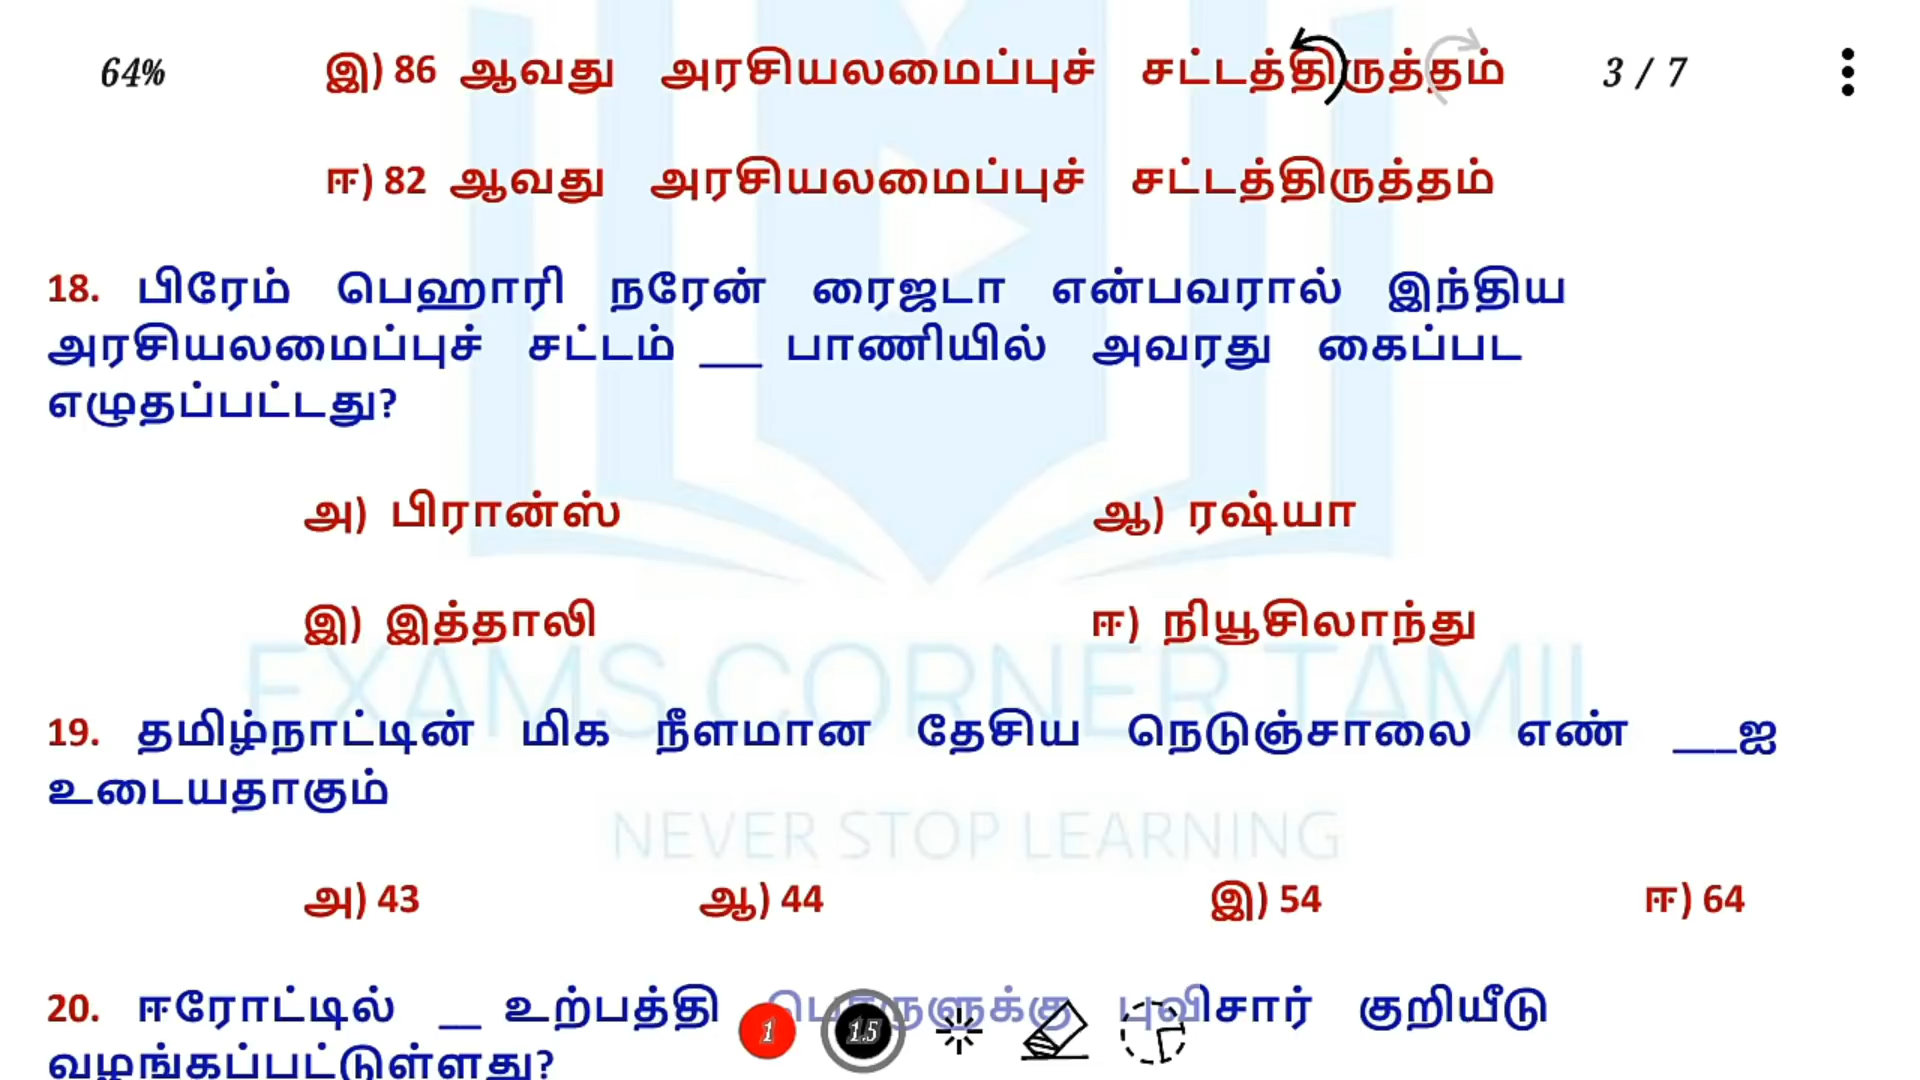 64%
இ) 86 ஆவது அரசியலமைப்புச் சட்டத்திருத்தம்
3 / 7
ஈ) 82 ஆவது அரசியலமைப்புச் சட்டத்திருத்தம்
18. பிரேம் பெஹாரி நரேன் ரைஜடா என்பவரால் இந்திய
அரசியலமைப்புச் சட்டம் ___ பாணியில் அவரது கைப்பட
எழுதப்பட்டது?
அ) பிரான்ஸ் ஆ) ரஷ்யா
இ) இத்தாலி ஈ) நியூசிலாந்து
EXAMS CORNER TAMIL
19. தமிழ்நாட்டின் மிக நீளமான தேசிய நெடுஞ்சாலை எண் ___ஐ
உடையதாகும்
NEVER STOP LEARNING
அ) 43 ஆ) 44 இ) 54 ஈ) 64
20. ஈரோட்டில் __ உற்பத்தி பொருளுக்கு புவிசார் குறியீடு
1 1.5
வழங்கப்பட்டுள்ளது?